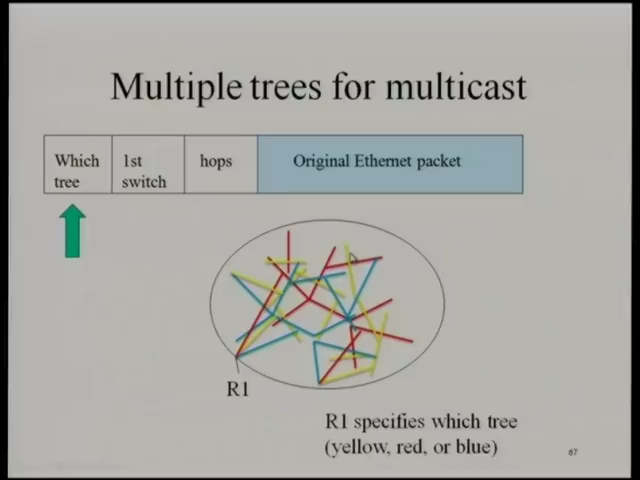 Multiple trees for multicast
Which
tree
1st
switch
hops
Original Ethernet packet
R1
R1 specifies which tree
(yellow, red, or blue)
67